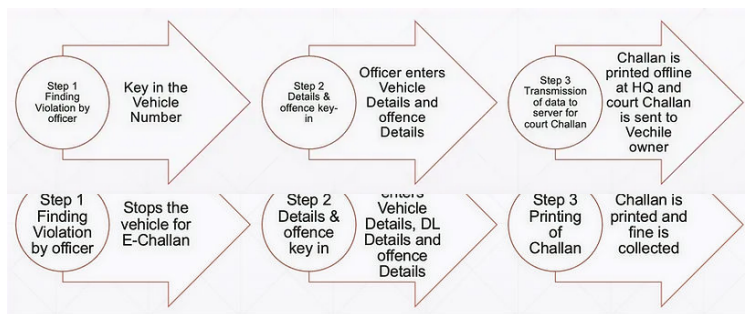 Step 1
Finding
Violation by
officer
Key in the
Vehicle
Number
Step 2
Details &
offence key-
in
Officer enters
Vehicle
Details and
offence
Details
Step 3
Transmission
of data to
server for
court Challan
Challan is
printed offline
at HQ and
court Challan
is sent to
Vechile
owner
Step 1
Finding
Violation
by officer
Stops the
vehicle for
E-Challan
Step 2
Details &
offence
key in
enters
Vehicle
Details, DL
Details and
offence
Details
Step 3
Printing
of
Challan
Challan is
printed and
fine is
collected